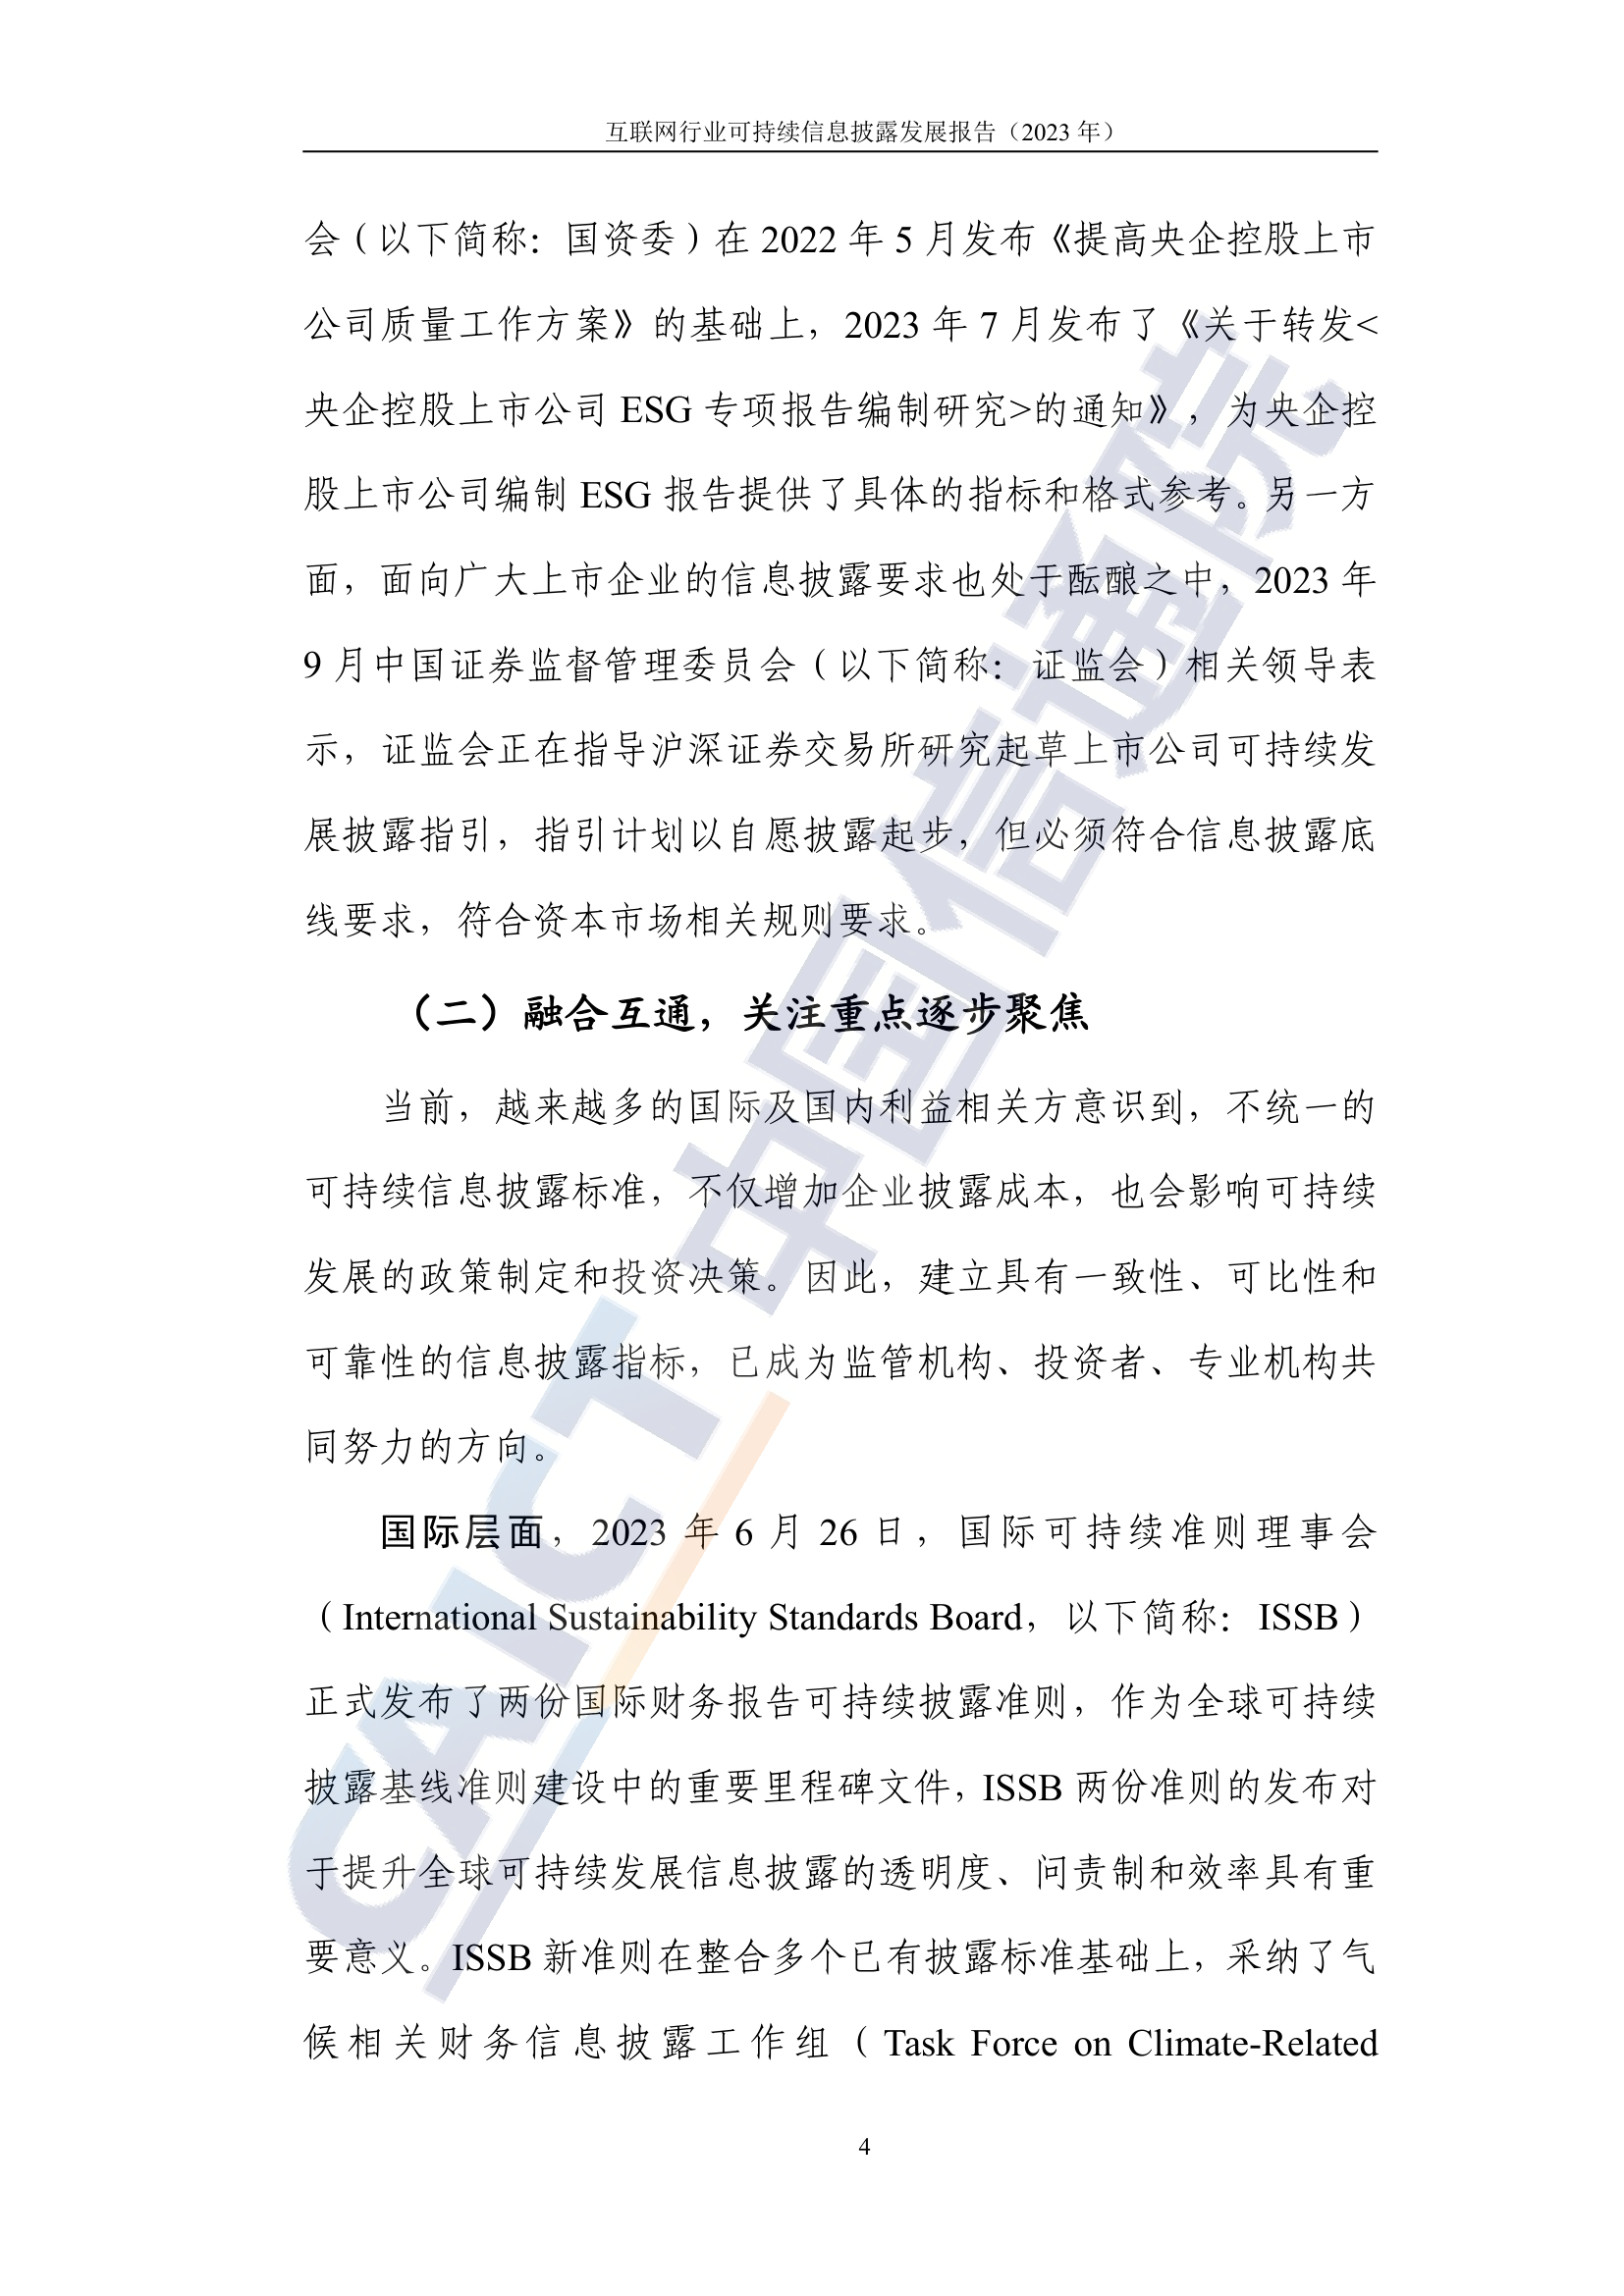 互联网行业可持续信息披露发展报告（2023 年）
会（以下简称：国资委）在 2022 年 5 月发布《提高央企控股上市
公司质量工作方案》的基础上，2023 年 7 月发布了《关于转发<
央企控股上市公司 ESG 专项报告编制研究>的通知》，为央企控
股上市公司编制 ESG 报告提供了具体的指标和格式参考。另一方
面，面向广大上市企业的信息披露要求也处于酝酿之中，2023 年
9 月中国证券监督管理委员会（以下简称：证监会）相关领导表
示，证监会正在指导沪深证券交易所研究起草上市公司可持续发
展披露指引，指引计划以自愿披露起步，但必须符合信息披露底
线要求，符合资本市场相关规则要求。
（二）融合互通，关注重点逐步聚焦
当前，越来越多的国际及国内利益相关方意识到，不统一的
可持续信息披露标准，不仅增加企业披露成本，也会影响可持续
发展的政策制定和投资决策。因此，建立具有一致性、可比性和
可靠性的信息披露指标，已成为监管机构、投资者、专业机构共
同努力的方向。
国际层面，2023 年 6 月 26 日，国际可持续准则理事会
（International Sustainability Standards Board，以下简称：ISSB）
正式发布了两份国际财务报告可持续披露准则，作为全球可持续
披露基线准则建设中的重要里程碑文件，ISSB 两份准则的发布对
于提升全球可持续发展信息披露的透明度、问责制和效率具有重
要意义。ISSB 新准则在整合多个已有披露标准基础上，采纳了气
候相关财务信息披露工作组（Task Force on Climate-Related
4
CAICT 中国信通院